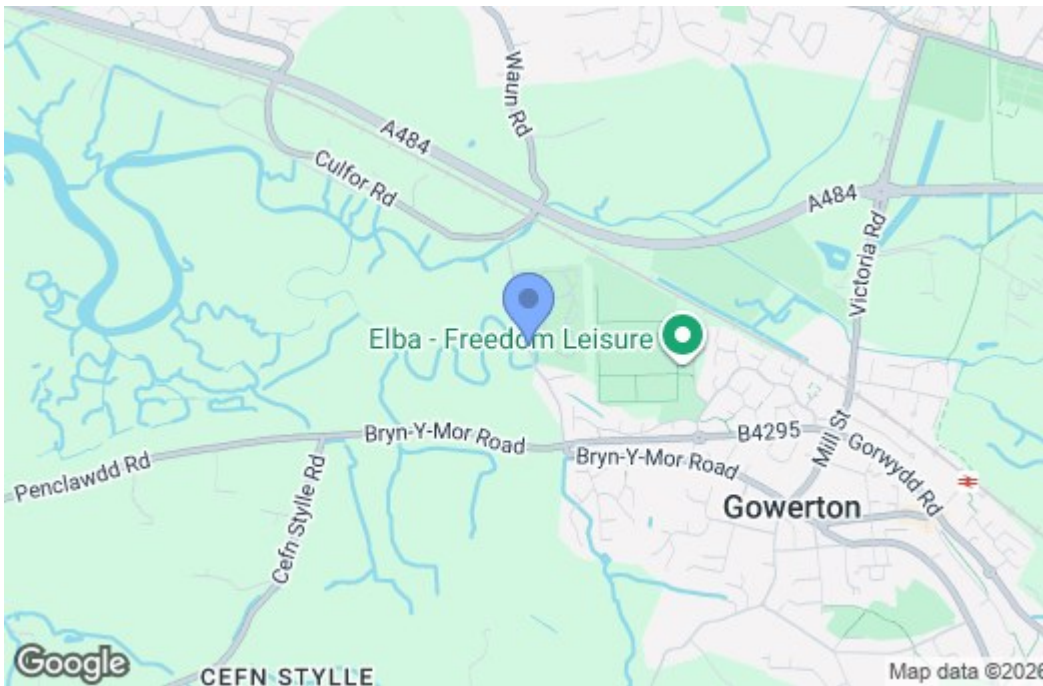 Waun Rd
A484
Culfor Rd
A484
Victoria Rd
Elba - Freedom Leisure
Bryn-Y-Mor Road
B4295
Mill St
Gorwydd Rd
Penclawdd Rd
Cefn Stylle Rd
Bryn-Y-Mor Road
Gowerton
Google
CEFN STYLLE
Map data ©2026